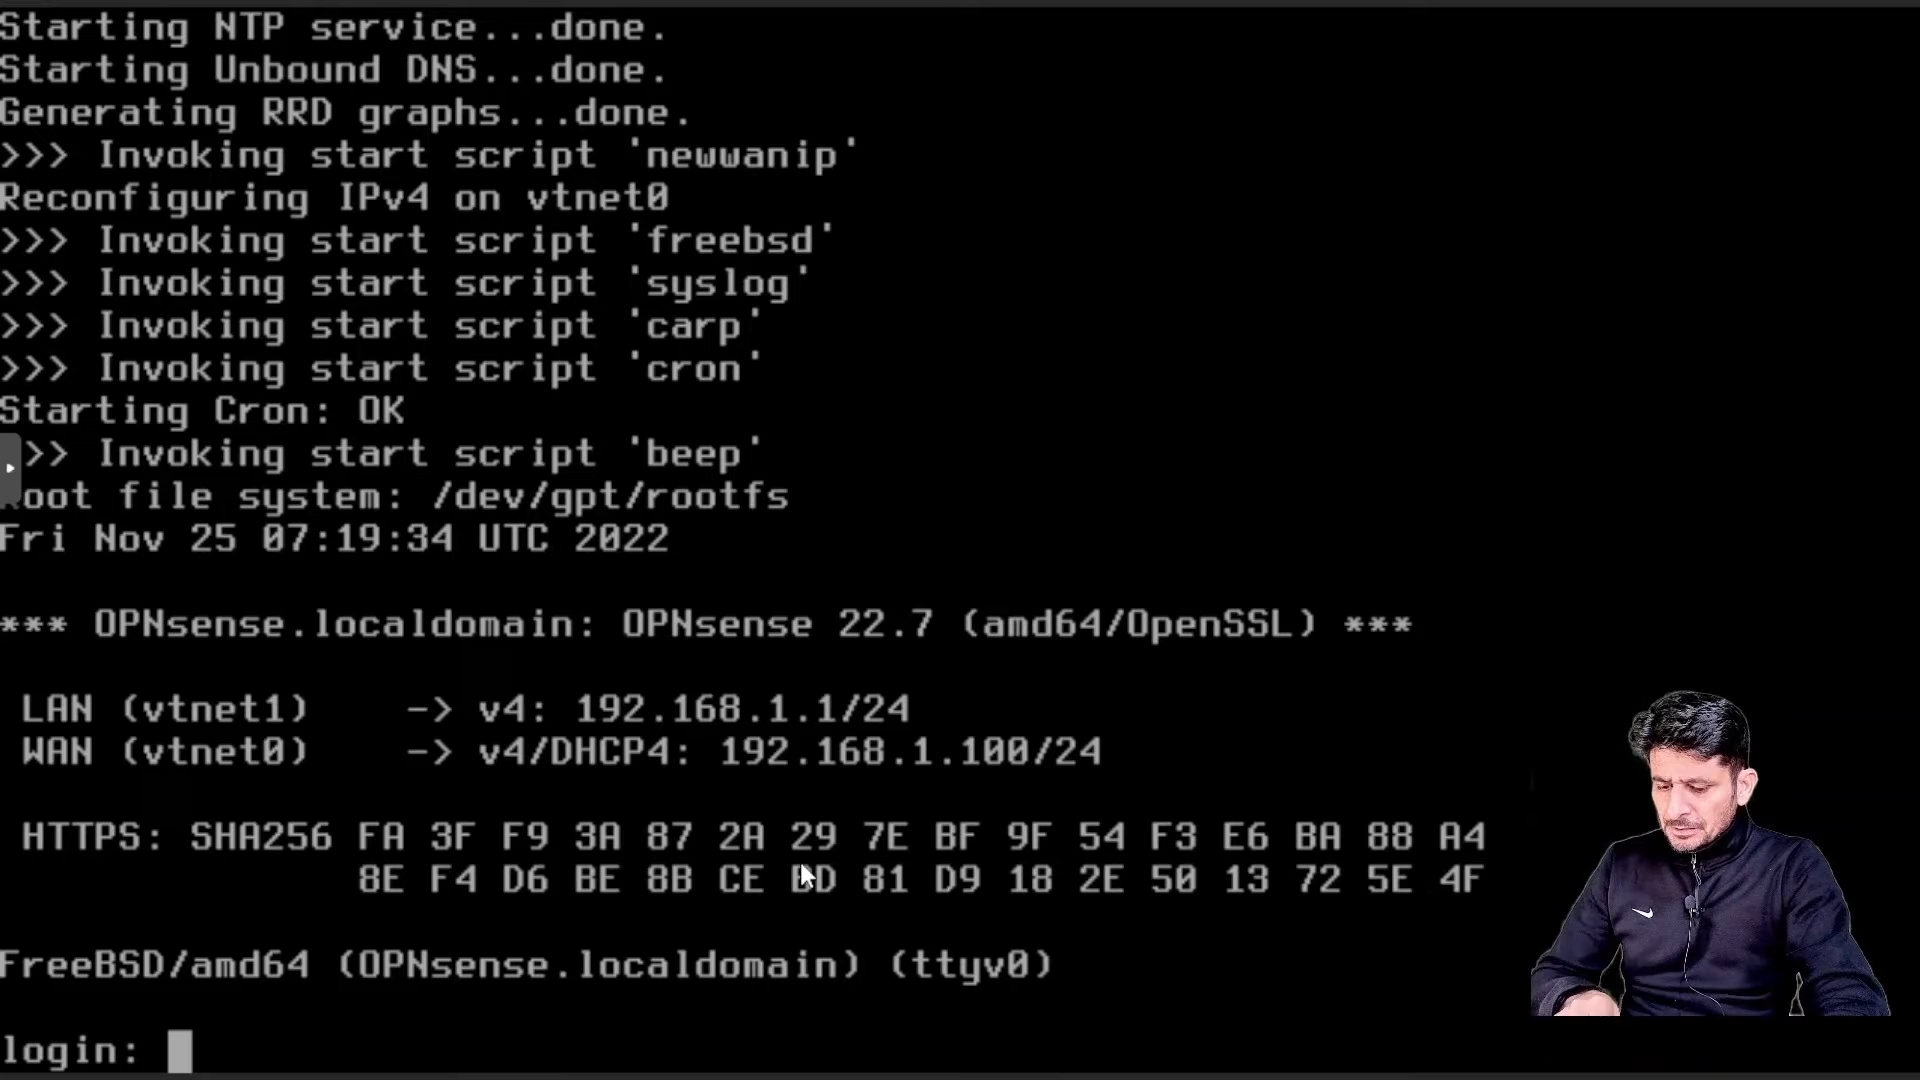 Starting NTP service...done.
Starting Unbound DNS...done.
Generating RRD graphs...done.
>>> Invoking start script 'newwanip'
Reconfiguring IPv4 on vtnet0
>>> Invoking start script 'freebsd'
>>> Invoking start script 'syslog'
>>> Invoking start script 'carp'
>>> Invoking start script 'cron'
Starting Cron: OK
>>> Invoking start script 'beep'
Root file system: /dev/gpt/rootfs
Fri Nov 25 07:19:34 UTC 2022
*** OPNsense.localdomain: OPNsense 22.7 (amd64/OpenSSL) ***
LAN (vtnet1) -> v4: 192.168.1.1/24
WAN (vtnet0) -> v4/DHCP4: 192.168.1.100/24
HTTPS: SHA256 FA 3F F9 3A 87 2A 29 7E BF 9F 54 F3 E6 BA 88 A4
8E F4 D6 BE 8B CE DD 81 D9 18 2E 50 13 72 5E 4F
FreeBSD/amd64 (OPNsense.localdomain) (ttyv0)
login: